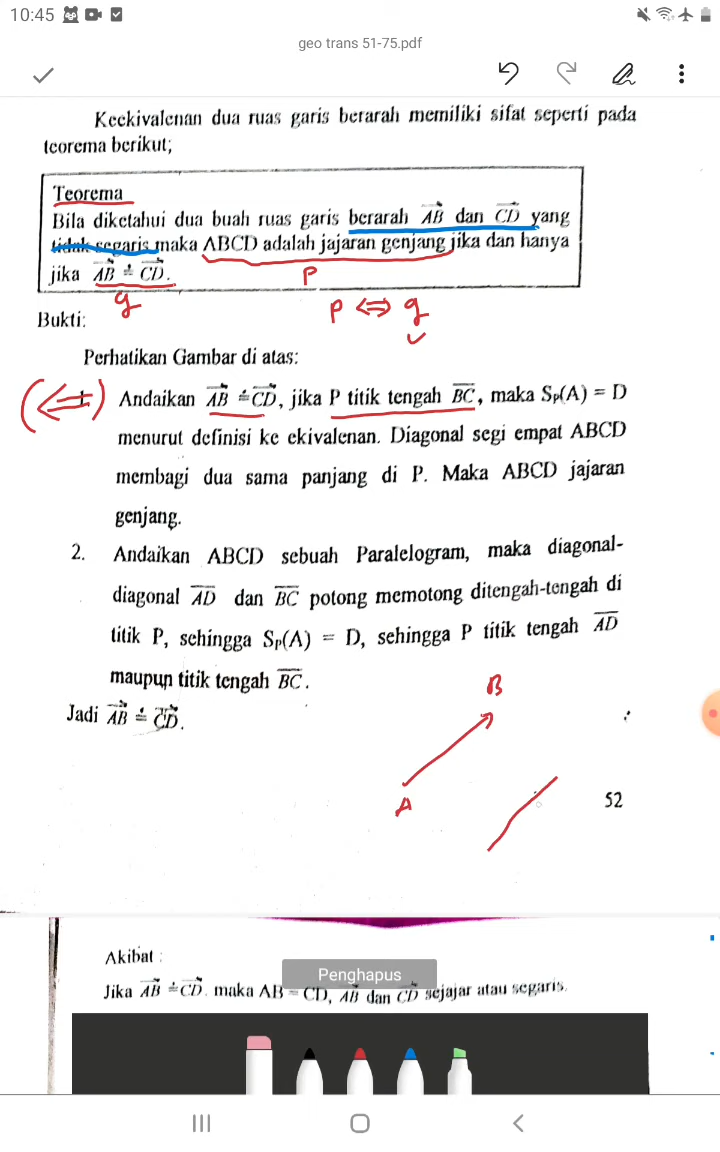 10:45
geo trans 51-75.pdf
Keekivalenan dua ruas garis berarah memiliki sifat seperti pada
teorema berikut;
Teorema
Bila diketahui dua buah ruas garis berarah AB dan CD yang
tidak segaris maka ABCD adalah jajaran genjang jika dan hanya
jika AB ≐ CD.
P
q
P ⇔ q
Bukti:
Perhatikan Gambar di atas:
(⇐) Andaikan AB ≐ CD, jika P titik tengah BC, maka Sₚ(A) = D
menurut definisi ke ekivalenan. Diagonal segi empat ABCD
membagi dua sama panjang di P. Maka ABCD jajaran
genjang.
2. Andaikan ABCD sebuah Paralelogram, maka diagonal-
diagonal AD dan BC potong memotong ditengah-tengah di
titik P, sehingga Sₚ(A) = D, sehingga P titik tengah AD
maupun titik tengah BC.
Jadi AB ≐ CD.
B
A
52
Akibat :
Jika AB ≐ CD. maka AB = CD, AB dan CD sejajar atau segaris.
Penghapus